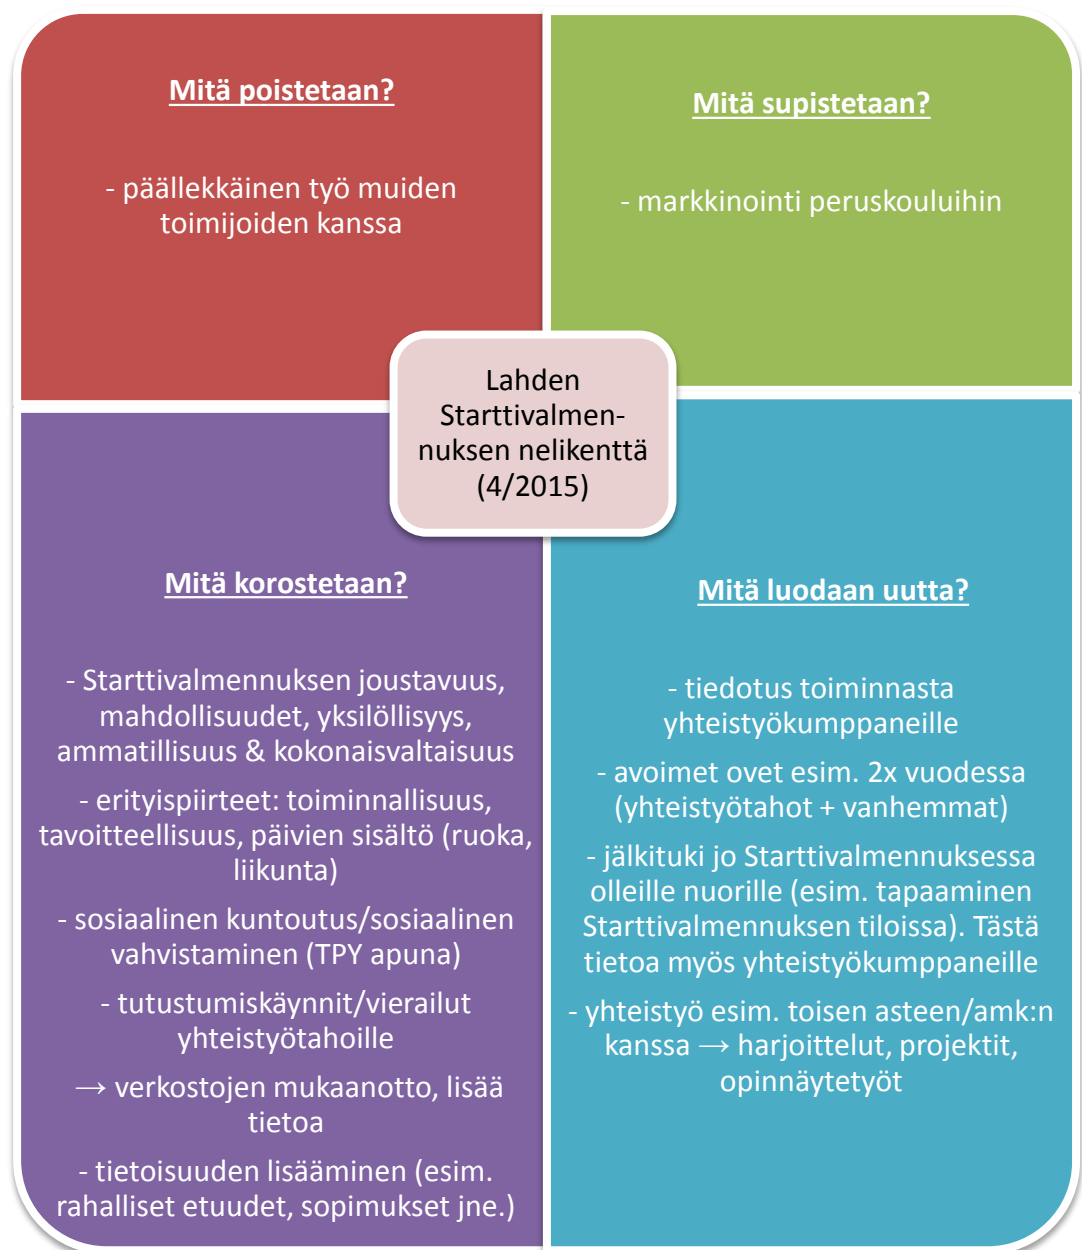 Mitä poistetaan?
- päällekkäinen työ muiden
toimijoiden kanssa
Mitä supistetaan?
- markkinointi peruskouluihin
Lahden
Starttivalmen-
nuksen nelikenttä
(4/2015)
Mitä korostetaan?
- Starttivalmennuksen joustavuus,
mahdollisuudet, yksilöllisyys,
ammatillisuus & kokonaisvaltaisuus
- erityispiirteet: toiminnallisuus,
tavoitteellisuus, päivien sisältö (ruoka,
liikunta)
- sosiaalinen kuntoutus/sosiaalinen
vahvistaminen (TPY apuna)
- tutustumiskäynnit/vierailut
yhteistyötahoille
→ verkostojen mukaanotto, lisää
tietoa
- tietoisuuden lisääminen (esim.
rahalliset etuudet, sopimukset jne.)
Mitä luodaan uutta?
- tiedotus toiminnasta
yhteistyökumppaneille
- avoimet ovet esim. 2x vuodessa
(yhteistyötahot + vanhemmat)
- jälkituki jo Starttivalmennuksessa
olleille nuorille (esim. tapaaminen
Starttivalmennuksen tiloissa). Tästä
tietoa myös yhteistyökumppaneille
- yhteistyö esim. toisen asteen/amk:n
kanssa → harjoittelut, projektit,
opinnäytetyöt